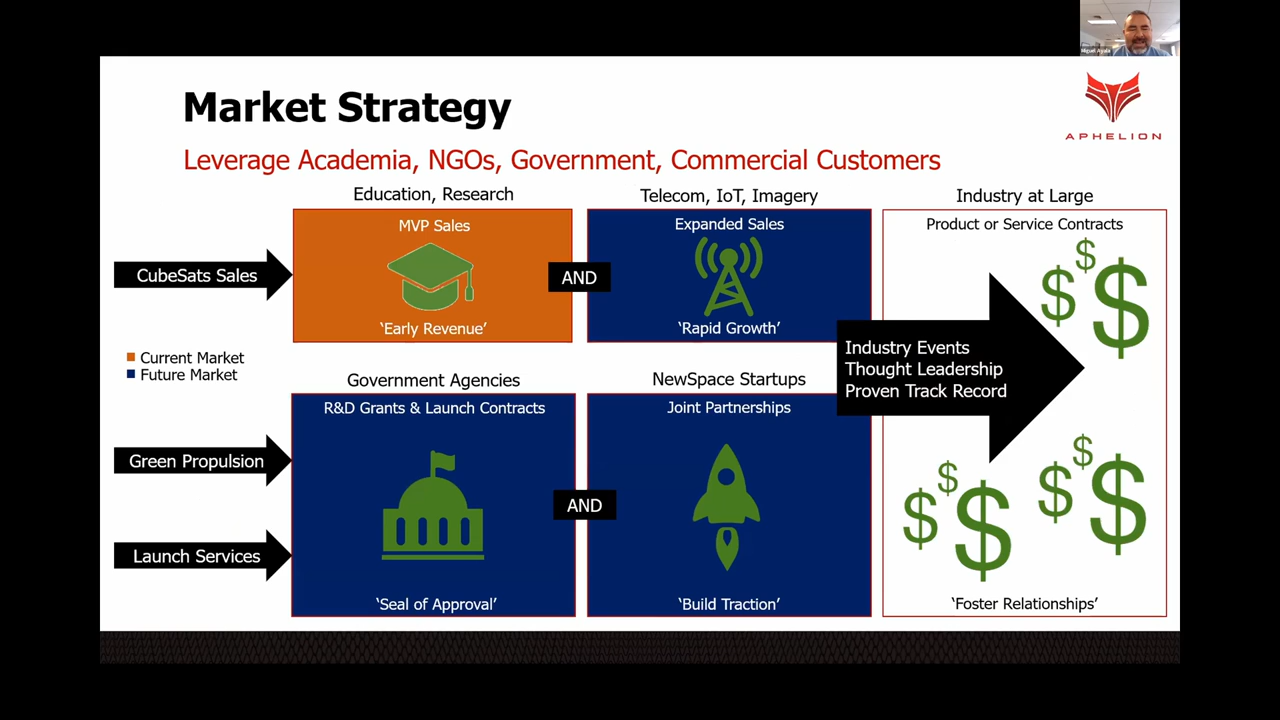 Miguel Ayala
APHELION
Market Strategy
Leverage Academia, NGOs, Government, Commercial Customers
Education, Research
Telecom, IoT, Imagery
Industry at Large
MVP Sales
Expanded Sales
Product or Service Contracts
CubeSats Sales
AND
‘Early Revenue’
‘Rapid Growth’
Industry Events
Thought Leadership
Proven Track Record
Current Market
Future Market
Government Agencies
NewSpace Startups
R&D Grants & Launch Contracts
Joint Partnerships
Green Propulsion
AND
Launch Services
‘Seal of Approval’
‘Build Traction’
‘Foster Relationships’